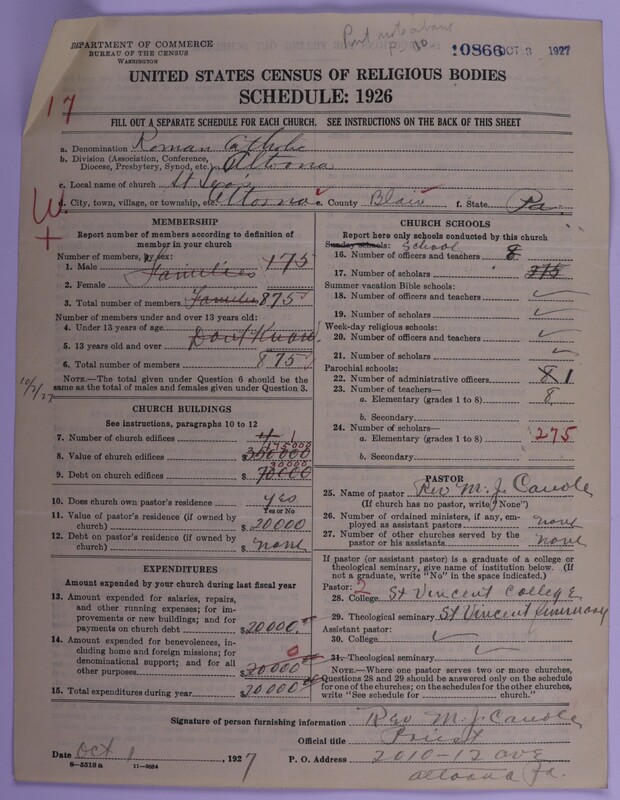 DEPARTMENT OF COMMERCE
BUREAU OF THE CENSUS
WASHINGTON
10866 OCT 3 1927
UNITED STATES CENSUS OF RELIGIOUS BODIES
SCHEDULE: 1926
17
FILL OUT A SEPARATE SCHEDULE FOR EACH CHURCH. SEE INSTRUCTIONS ON THE BACK OF THIS SHEET
a. Denomination Roman Catholic
b. Division (Association, Conference, Diocese, Presbytery, Synod, etc.) Altoona
c. Local name of church St Leo's
d. City, town, village, or township, etc. Altoona e. County Blair f. State Pa.
W
+
MEMBERSHIP
Report number of members according to definition of
member in your church
Number of members, by sex:
1. Male Families 175
2. Female
3. Total number of members Families 875
Number of members under and over 13 years old:
4. Under 13 years of age Don't Know
5. 13 years old and over
6. Total number of members 875
NOTE.—The total given under Question 6 should be
same as the total of males and females given under Question 3.
10/7/27
CHURCH BUILDINGS
See instructions, paragraphs 10 to 12
7. Number of church edifices 4 1
175000
8. Value of church edifices $350000
9. Debt on church edifices 70000
10. Does church own pastor's residence yes
Yes or No
11. Value of pastor's residence (if owned by
church) $20000
12. Debt on pastor's residence (if owned by
church) $ none
EXPENDITURES
Amount expended by your church during last fiscal year
13. Amount expended for salaries, repairs,
and other running expenses; for im-
provements or new buildings; and for
payments on church debt $20000.
14. Amount expended for benevolences,
including home and foreign missions; for
denominational support; and for all
other purposes $20000 0
15. Total expenditures during year $20000
CHURCH SCHOOLS
Report here only schools conducted by this church
Sunday schools: School
16. Number of officers and teachers 8
17. Number of scholars 275
Summer vacation Bible schools:
18. Number of officers and teachers ✓
19. Number of scholars ✓
Week-day religious schools:
20. Number of officers and teachers ✓
21. Number of scholars ✓
Parochial schools:
22. Number of administrative officers 8 1
23. Number of teachers—
a. Elementary (grades 1 to 8) 8
b. Secondary
24. Number of scholars—
a. Elementary (grades 1 to 8) 275
b. Secondary
PASTOR
25. Name of pastor Rev M. J. Canole
(If church has no pastor, write "None")
26. Number of ordained ministers, if any, em-
ployed as assistant pastors none
27. Number of other churches served by the
pastor or his assistants none
If pastor (or assistant pastor) is a graduate of a college or
theological seminary, give name of institution below. (If
not a graduate, write "No" in the space indicated.)
Pastor: 2
28. College St Vincent College
29. Theological seminary St Vincent Seminary
Assistant pastor:
30. College ✓
31. Theological seminary ✓
NOTE.—Where one pastor serves two or more churches,
Questions 28 and 29 should be answered only on the schedule
for one of the churches; on the schedules for the other churches,
write "See schedule for church."
Signature of person furnishing information Rev M. J. Canole
Official title Priest
Date Oct 1, 1927 P. O. Address 2010-12 ave
8—5518 a 11—9684 Altoona Pa.